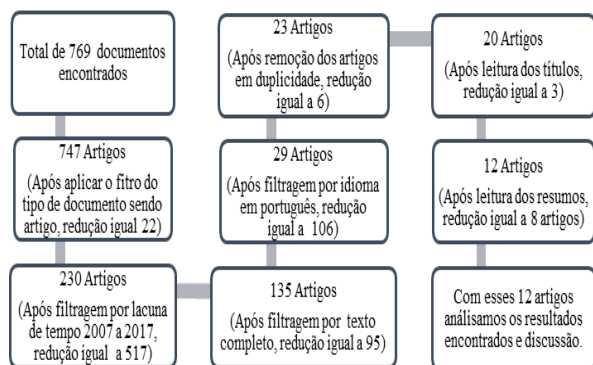 Total de 769 documentos
encontrados
747 Artigos
(Após aplicar o fitro do
tipo de documento sendo
artigo, redução igual 22)
230 Artigos
(Após filtragem por lacuna
de tempo 2007 a 2017,
redução igual a 517)
135 Artigos
(Após filtragem por texto
completo, redução igual a 95)
29 Artigos
(Após filtragem por idioma
em português, redução
igual a 106)
23 Artigos
(Após remoção dos artigos
em duplicidade, redução
igual a 6)
20 Artigos
(Após leitura dos títulos,
redução igual a 3)
12 Artigos
(Após leitura dos resumos,
redução igual a 8 artigos)
Com esses 12 artigos
análisamos os resultados
encontrados e discussão.